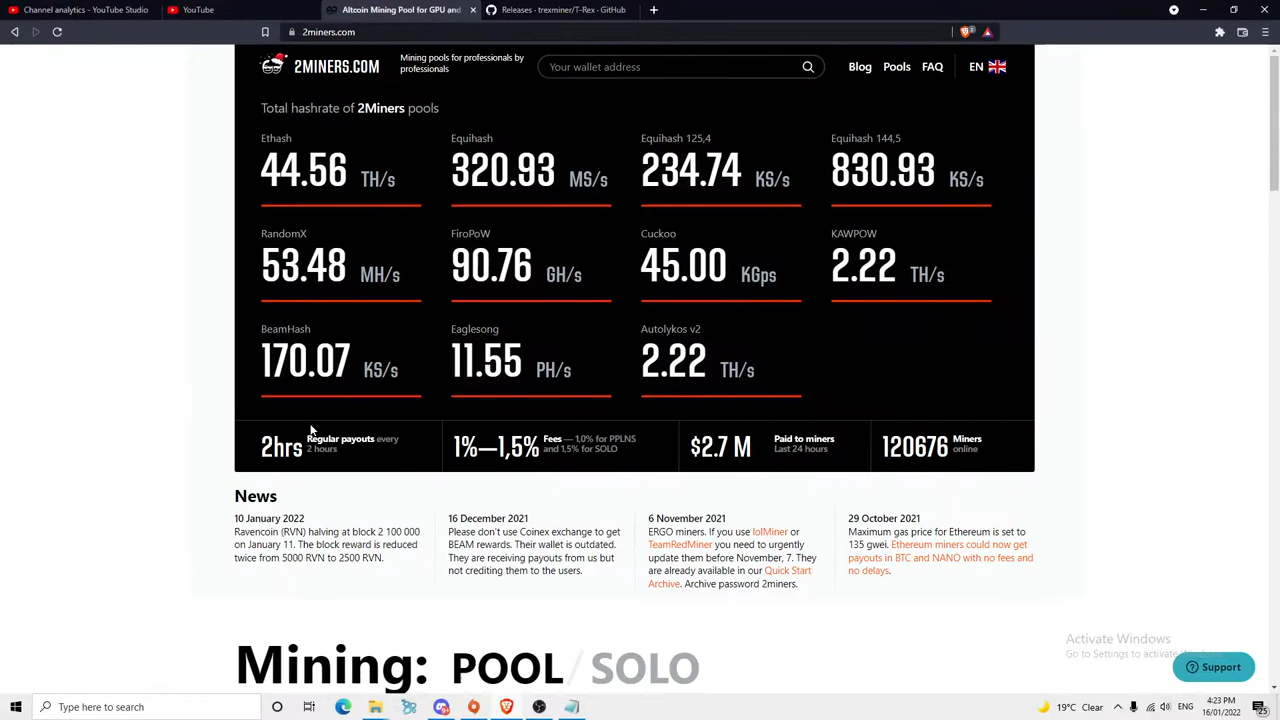 Channel analytics - YouTube Studio
YouTube
Altcoin Mining Pool for GPU and
Releases · trexminer/T-Rex · GitHub
2miners.com
2MINERS.COM
Mining pools for professionals by
professionals
Your wallet address
Blog
Pools
FAQ
EN
Total hashrate of 2Miners pools
Ethash
44.56 TH/s
Equihash
320.93 MS/s
Equihash 125,4
234.74 KS/s
Equihash 144,5
830.93 KS/s
RandomX
53.48 MH/s
FiroPoW
90.76 GH/s
Cuckoo
45.00 KGps
KAWPOW
2.22 TH/s
BeamHash
170.07 KS/s
Eaglesong
11.55 PH/s
Autolykos v2
2.22 TH/s
2hrs
Regular payouts every
2 hours
1%—1,5%
Fees — 1,0% for PPLNS
and 1,5% for SOLO
$2.7 M
Paid to miners
Last 24 hours
120676
Miners
online
News
10 January 2022
Ravencoin (RVN) halving at block 2 100 000
on January 11. The block reward is reduced
twice from 5000 RVN to 2500 RVN.
16 December 2021
Please don't use Coinex exchange to get
BEAM rewards. Their wallet is outdated.
They are receiving payouts from us but
not crediting them to the users.
6 November 2021
ERGO miners. If you use lolMiner or
TeamRedMiner you need to urgently
update them before November, 7. They
are already available in our Quick Start
Archive. Archive password 2miners.
29 October 2021
Maximum gas price for Ethereum is set to
135 gwei. Ethereum miners could now get
payouts in BTC and NANO with no fees and
no delays.
Mining: POOL / SOLO
Activate Windows
Go to Settings to activate
Support
Type here to search
19°C Clear
ENG
4:23 PM
16/01/2022